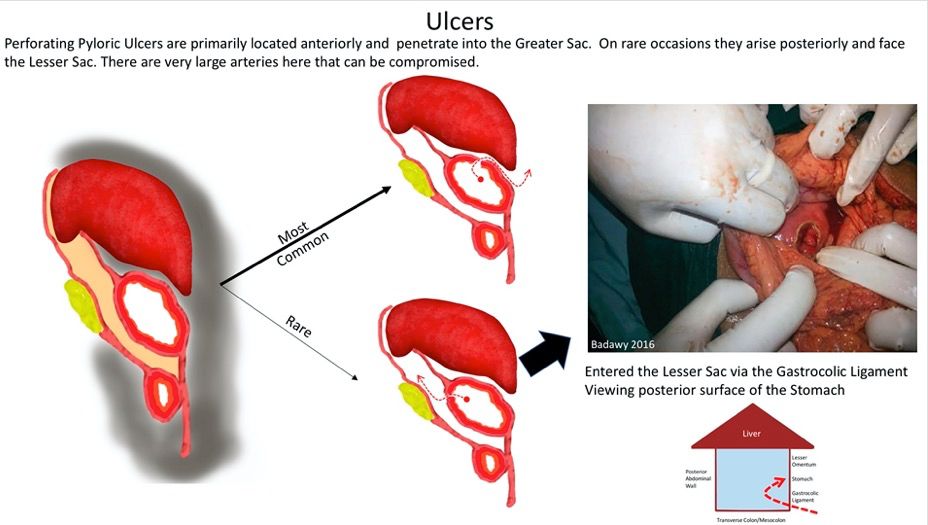 Ulcers
Perforating Pyloric Ulcers are primarily located anteriorly and  penetrate into the Greater Sac.  On rare occasions they arise posteriorly and face
the Lesser Sac. There are very large arteries here that can be compromised.
Most
Common
Rare
Badawy 2016
Entered the Lesser Sac via the Gastrocolic Ligament
Viewing posterior surface of the Stomach
Liver
Posterior
Abdominal
Wall
Lesser
Omentum
Stomach
Gastrocolic
Ligament
Transverse Colon/Mesocolon